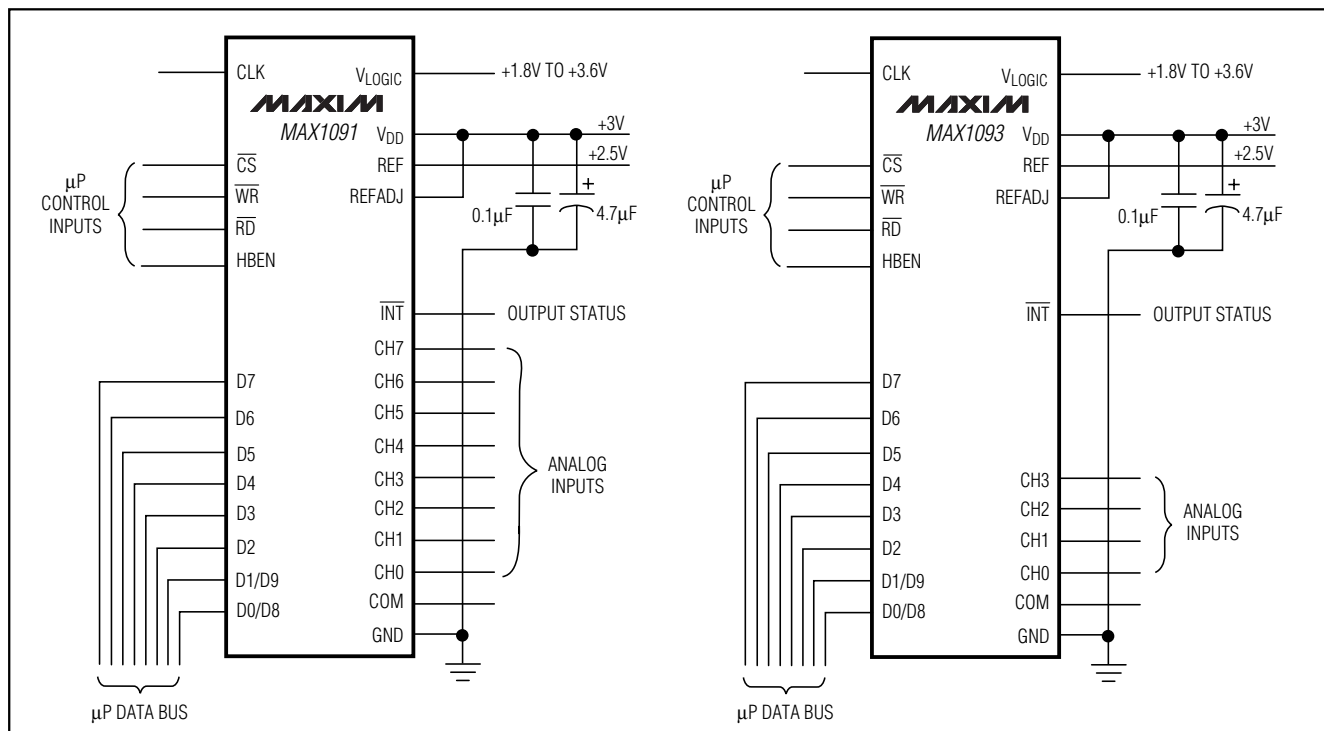 CLK
VLOGIC
+1.8V TO +3.6V
MAXIM
MAX1091
VDD
+3V
CS
REF
+2.5V
µP
CONTROL
INPUTS
WR
REFADJ
+
0.1µF
4.7µF
RD
HBEN
INT
OUTPUT STATUS
CH7
D7
CH6
D6
CH5
D5
CH4
D4
CH3
ANALOG
INPUTS
D3
CH2
D2
CH1
D1/D9
CH0
D0/D8
COM
GND
µP DATA BUS
CLK
VLOGIC
+1.8V TO +3.6V
MAXIM
MAX1093
VDD
+3V
CS
REF
+2.5V
µP
CONTROL
INPUTS
WR
REFADJ
+
0.1µF
4.7µF
RD
HBEN
INT
OUTPUT STATUS
D7
D6
D5
D4
CH3
D3
CH2
ANALOG
INPUTS
D2
CH1
D1/D9
CH0
D0/D8
COM
GND
µP DATA BUS